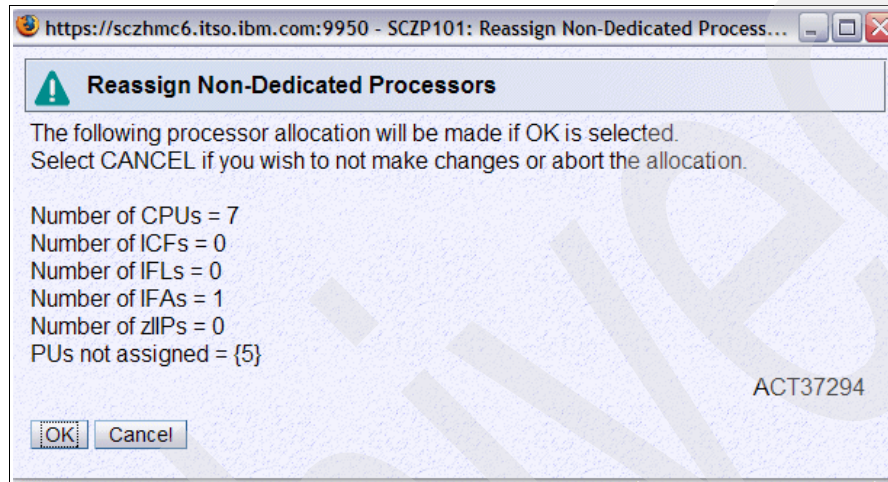 https://sczhmc6.itso.ibm.com:9950 - SCZP101: Reassign Non-Dedicated Process...
Reassign Non-Dedicated Processors
The following processor allocation will be made if OK is selected.
Select CANCEL if you wish to not make changes or abort the allocation.
Number of CPUs = 7
Number of ICFs = 0
Number of IFLs = 0
Number of IFAs = 1
Number of zIIPs = 0
PUs not assigned = {5}
ACT37294
OK Cancel